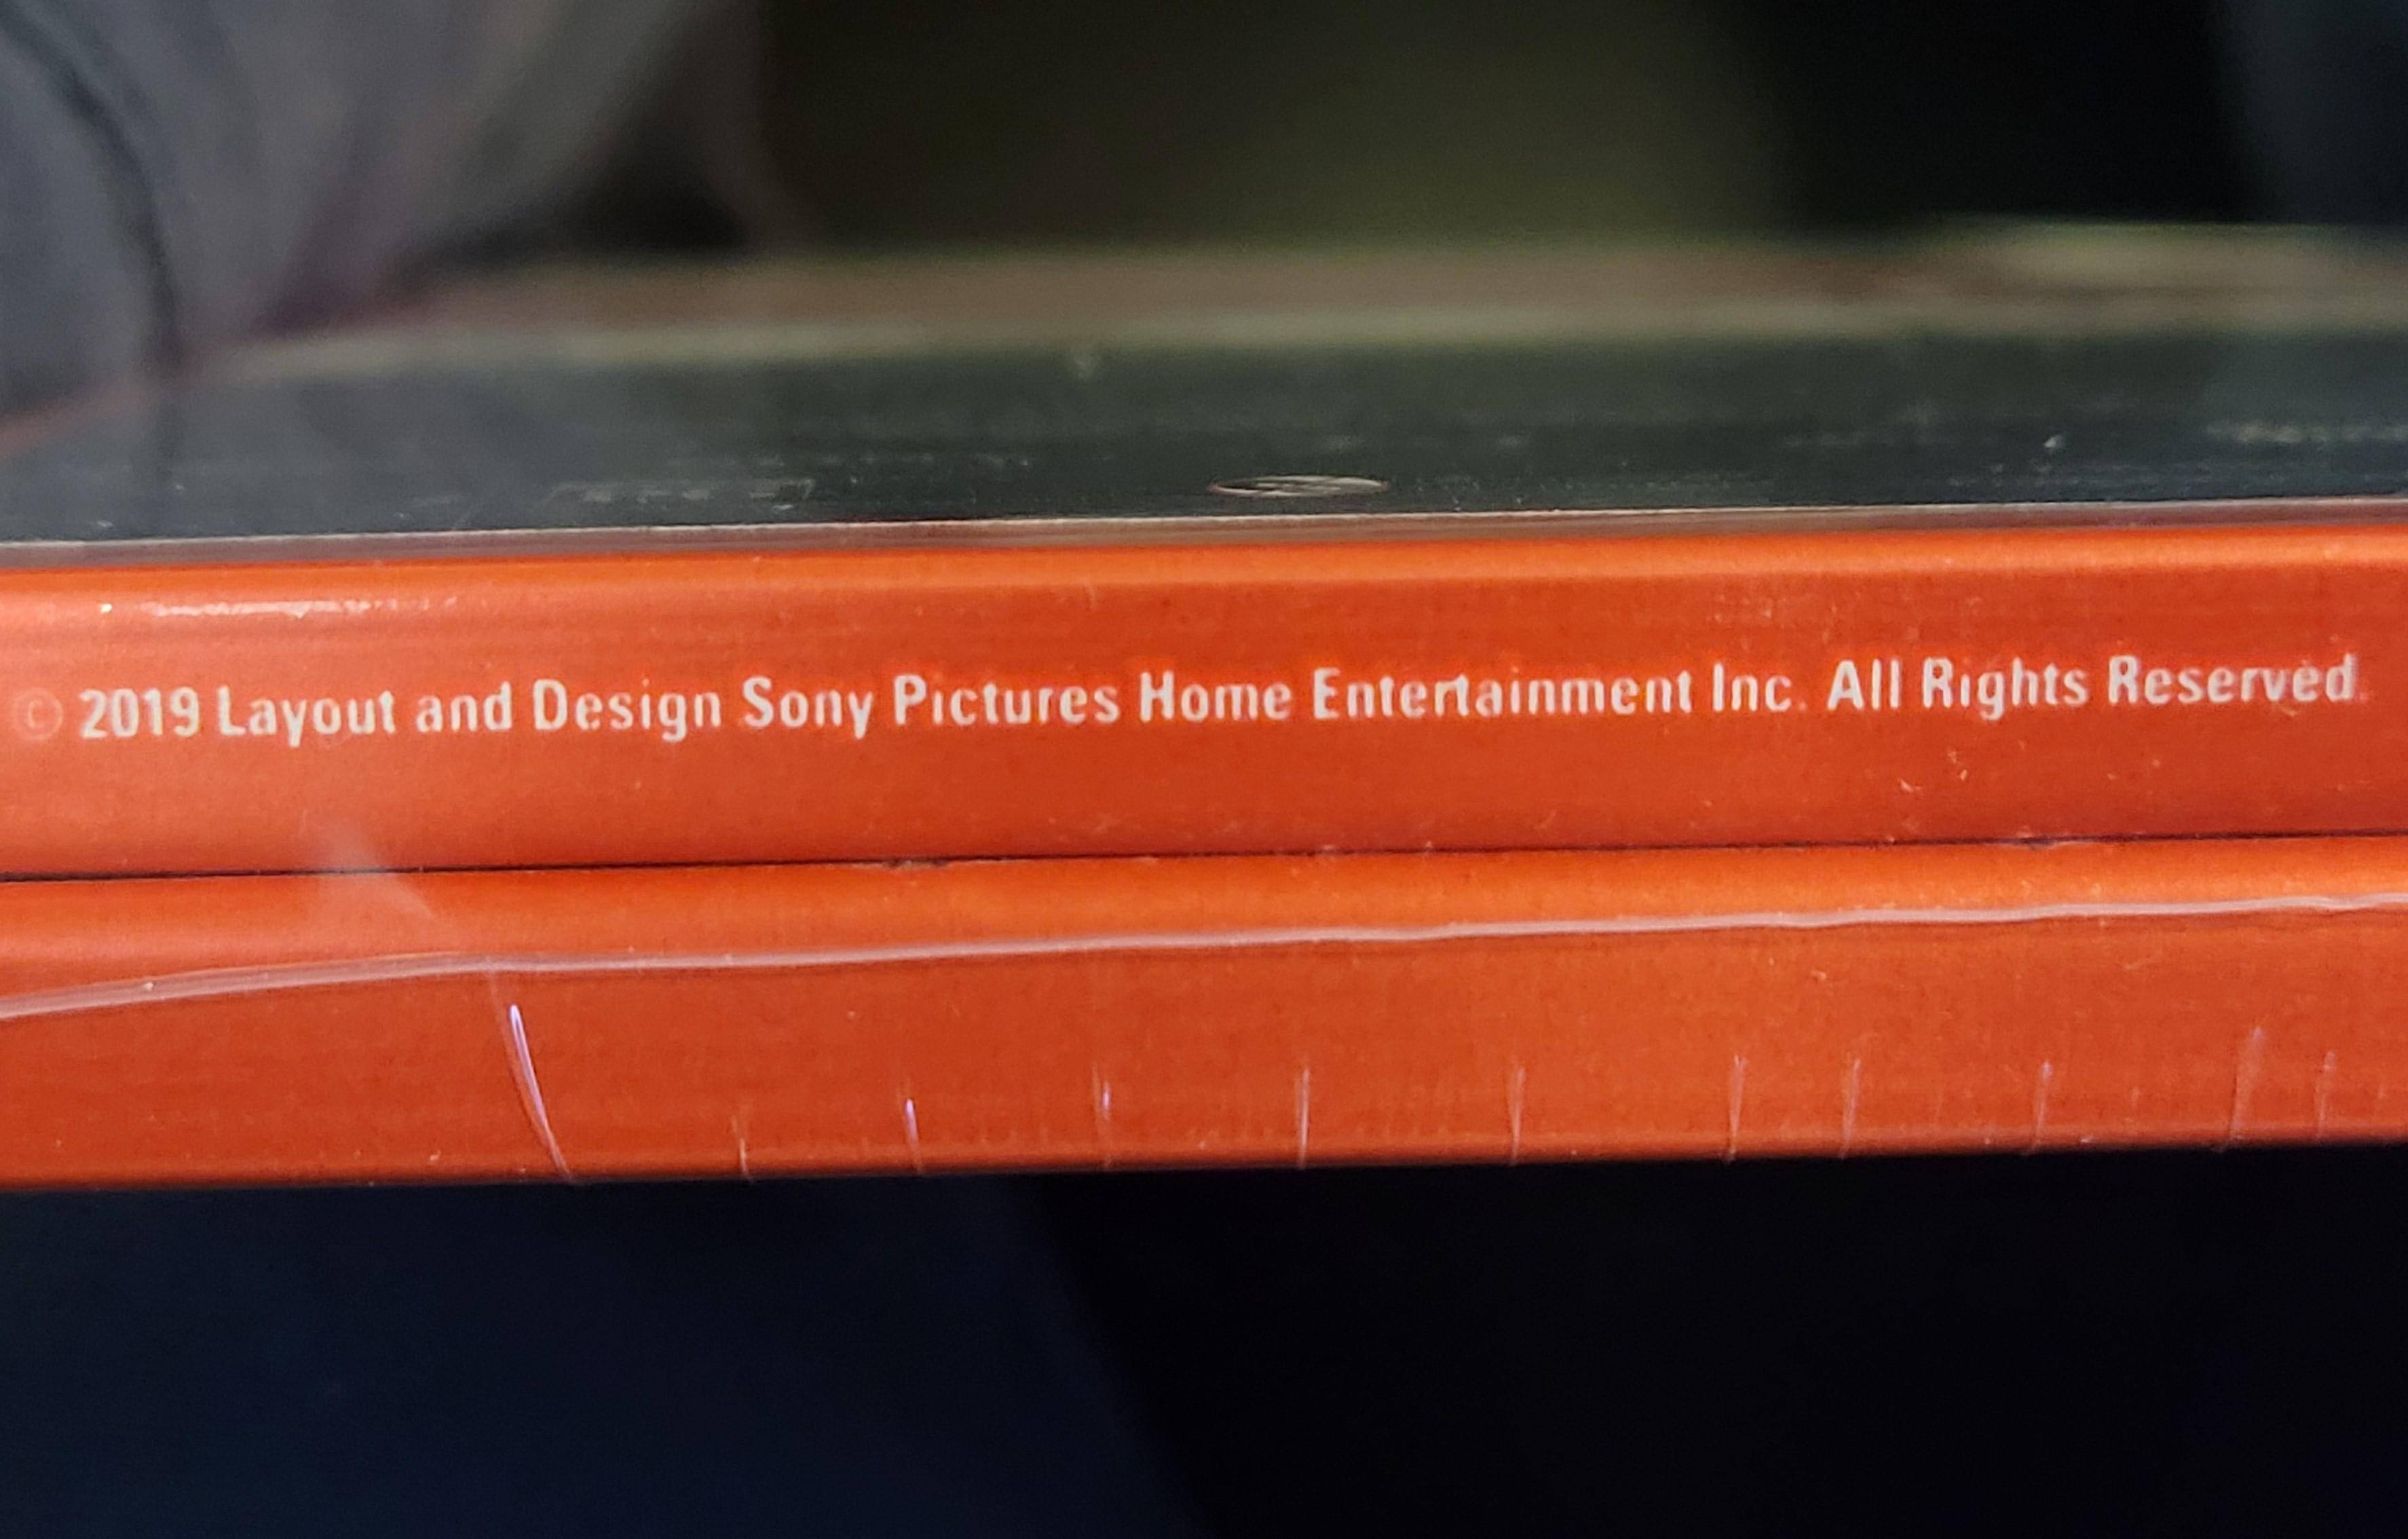 © 2019 Layout and Design Sony Pictures Home Entertainment Inc. All Rights Reserved.